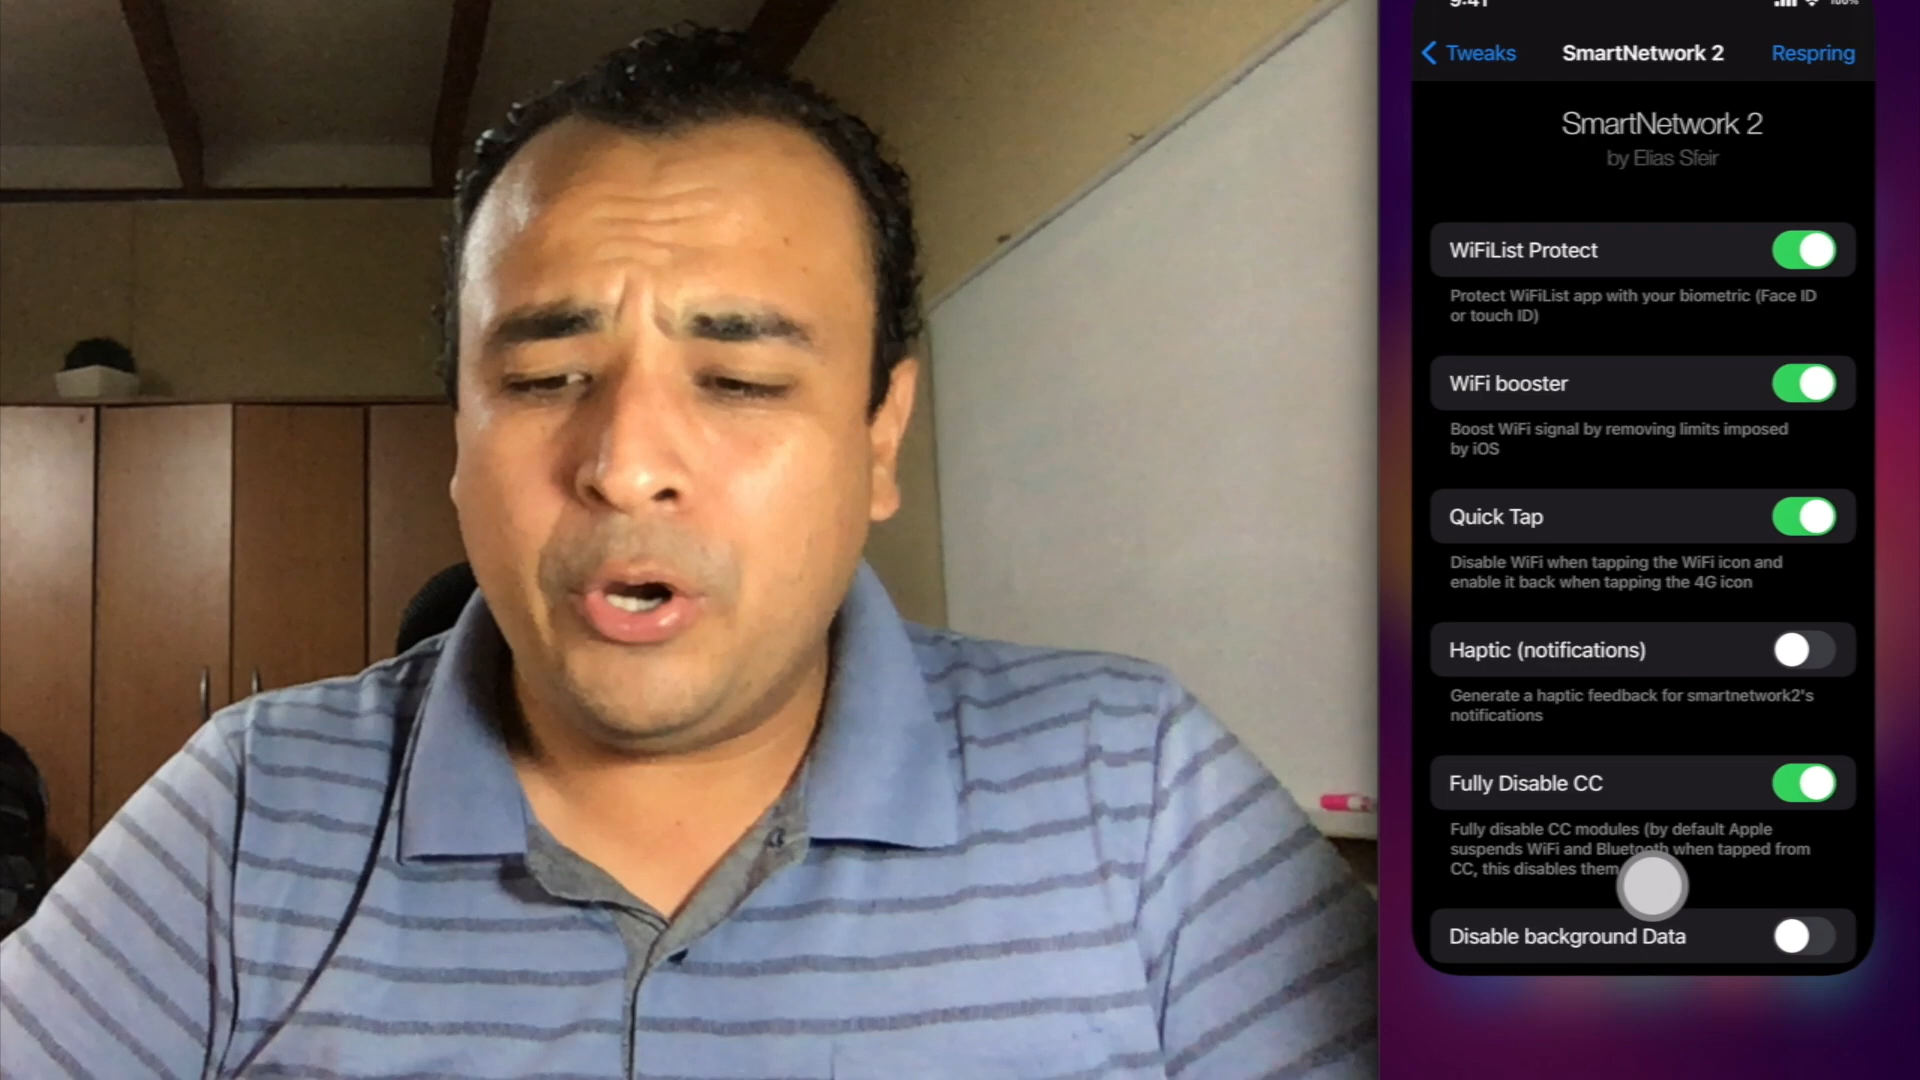 9:41
100%
Tweaks
SmartNetwork 2
Respring
SmartNetwork 2
by Elias Sfeir
WiFiList Protect
Protect WiFiList app with your biometric (Face ID
or touch ID)
WiFi booster
Boost WiFi signal by removing limits imposed
by iOS
Quick Tap
Disable WiFi when tapping the WiFi icon and
enable it back when tapping the 4G icon
Haptic (notifications)
Generate a haptic feedback for smartnetwork2's
notifications
Fully Disable CC
Fully disable CC modules (by default Apple
suspends WiFi and Bluetooth when tapped from
CC, this disables them
Disable background Data